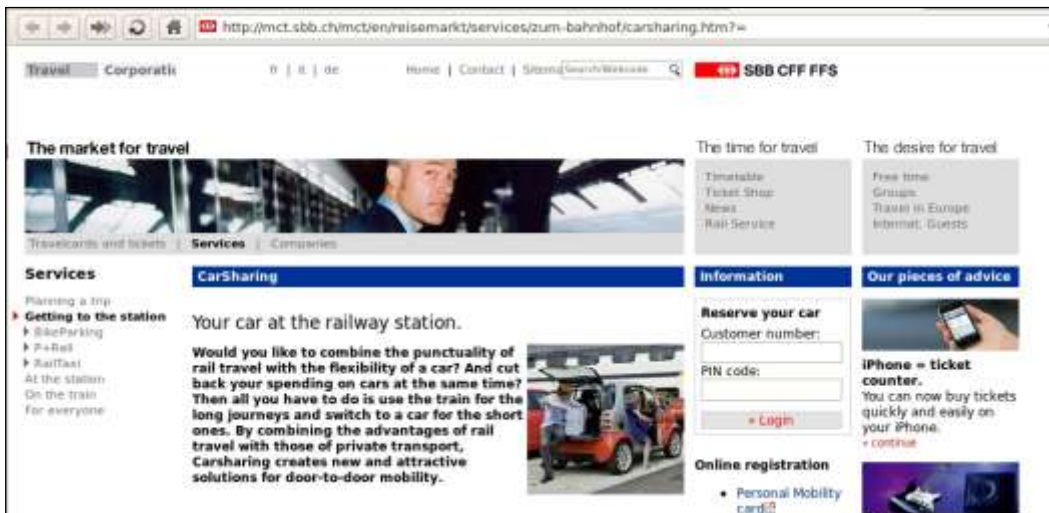 http://mct.sbb.ch/mct/en/reisemarkt/services/zum-bahnhof/carsharing.htm?=
Travel Corporatic fr | it | de Home | Contact | Sitema Search/Webcode SBB CFF FFS
The market for travel
Travelcards and tickets | Services | Companies
The time for travel
Timetable
Ticket Shop
News
Rail Service
The desire for travel
Free time
Groups
Travel in Europe
Internat. Guests
Services
Planning a trip
Getting to the station
BikeParking
P+Rail
RailTaxi
At the station
On the train
For everyone
CarSharing
Your car at the railway station.
Would you like to combine the punctuality of
rail travel with the flexibility of a car? And cut
back your spending on cars at the same time?
Then all you have to do is use the train for the
long journeys and switch to a car for the short
ones. By combining the advantages of rail
travel with those of private transport,
Carsharing creates new and attractive
solutions for door-to-door mobility.
Information
Reserve your car
Customer number:
PIN code:
» Login
Online registration
• Personal Mobility
card
Our pieces of advice
iPhone = ticket
counter.
You can now buy tickets
quickly and easily on
your iPhone.
» continue